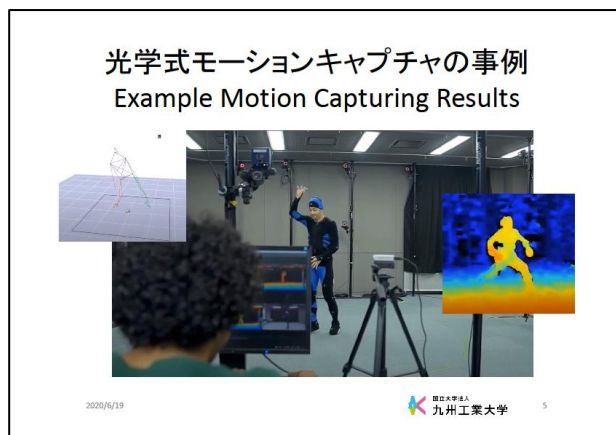 光学式モーションキャプチャの事例
Example Motion Capturing Results
2020/6/19
国立大学法人
九州工業大学
5